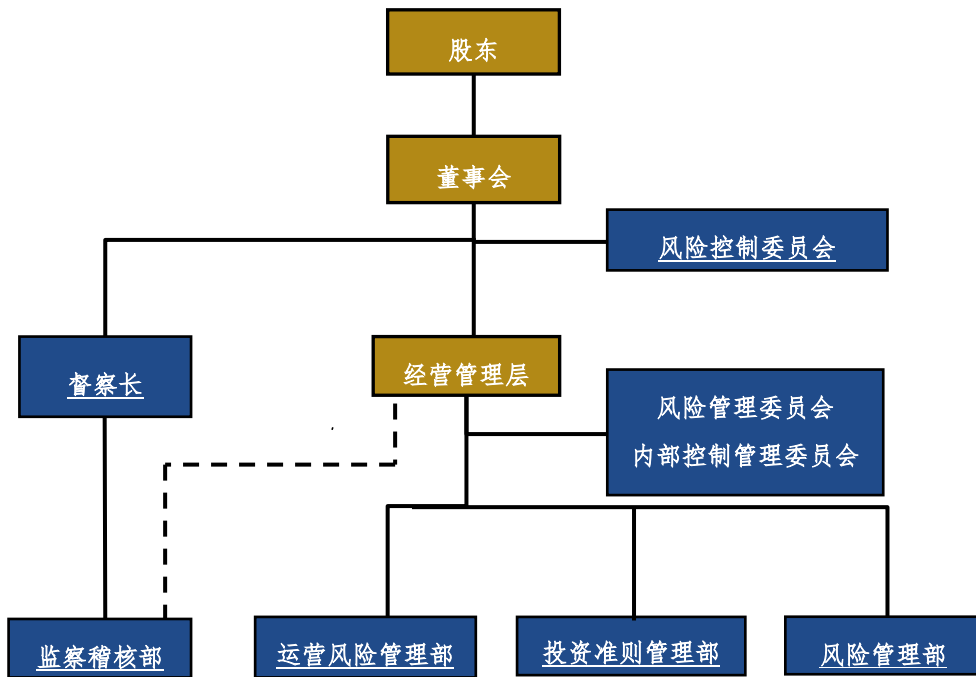 股东
董事会
风险控制委员会
督察长
经营管理层
风险管理委员会
内部控制管理委员会
监察稽核部
运营风险管理部
投资准则管理部
风险管理部